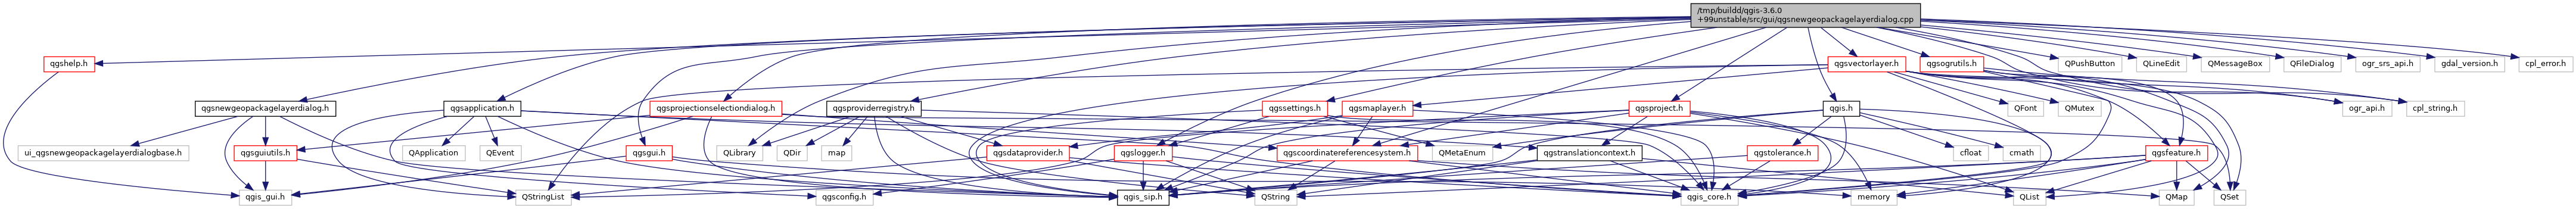 /tmp/buildd/qgis-3.6.0
+99unstable/src/gui/qgsnewgeopackagelayerdialog.cpp
qgshelp.h
qgsvectorlayer.h
qgsogrutils.h
QPushButton
QLineEdit
QMessageBox
QFileDialog
ogr_srs_api.h
gdal_version.h
cpl_error.h
qgsnewgeopackagelayerdialog.h
qgsapplication.h
qgsprojectionselectiondialog.h
qgsproviderregistry.h
qgssettings.h
qgsmaplayer.h
qgsproject.h
qgis.h
QFont
QMutex
ogr_api.h
cpl_string.h
ui_qgsnewgeopackagelayerdialogbase.h
qgsguiutils.h
QApplication
QEvent
qgsgui.h
QLibrary
QDir
map
qgsdataprovider.h
qgslogger.h
qgscoordinatereferencesystem.h
QMetaEnum
qgstranslationcontext.h
qgstolerance.h
cfloat
cmath
qgsfeature.h
qgis_gui.h
QStringList
qgsconfig.h
qgis_sip.h
QString
qgis_core.h
memory
QList
QMap
QSet